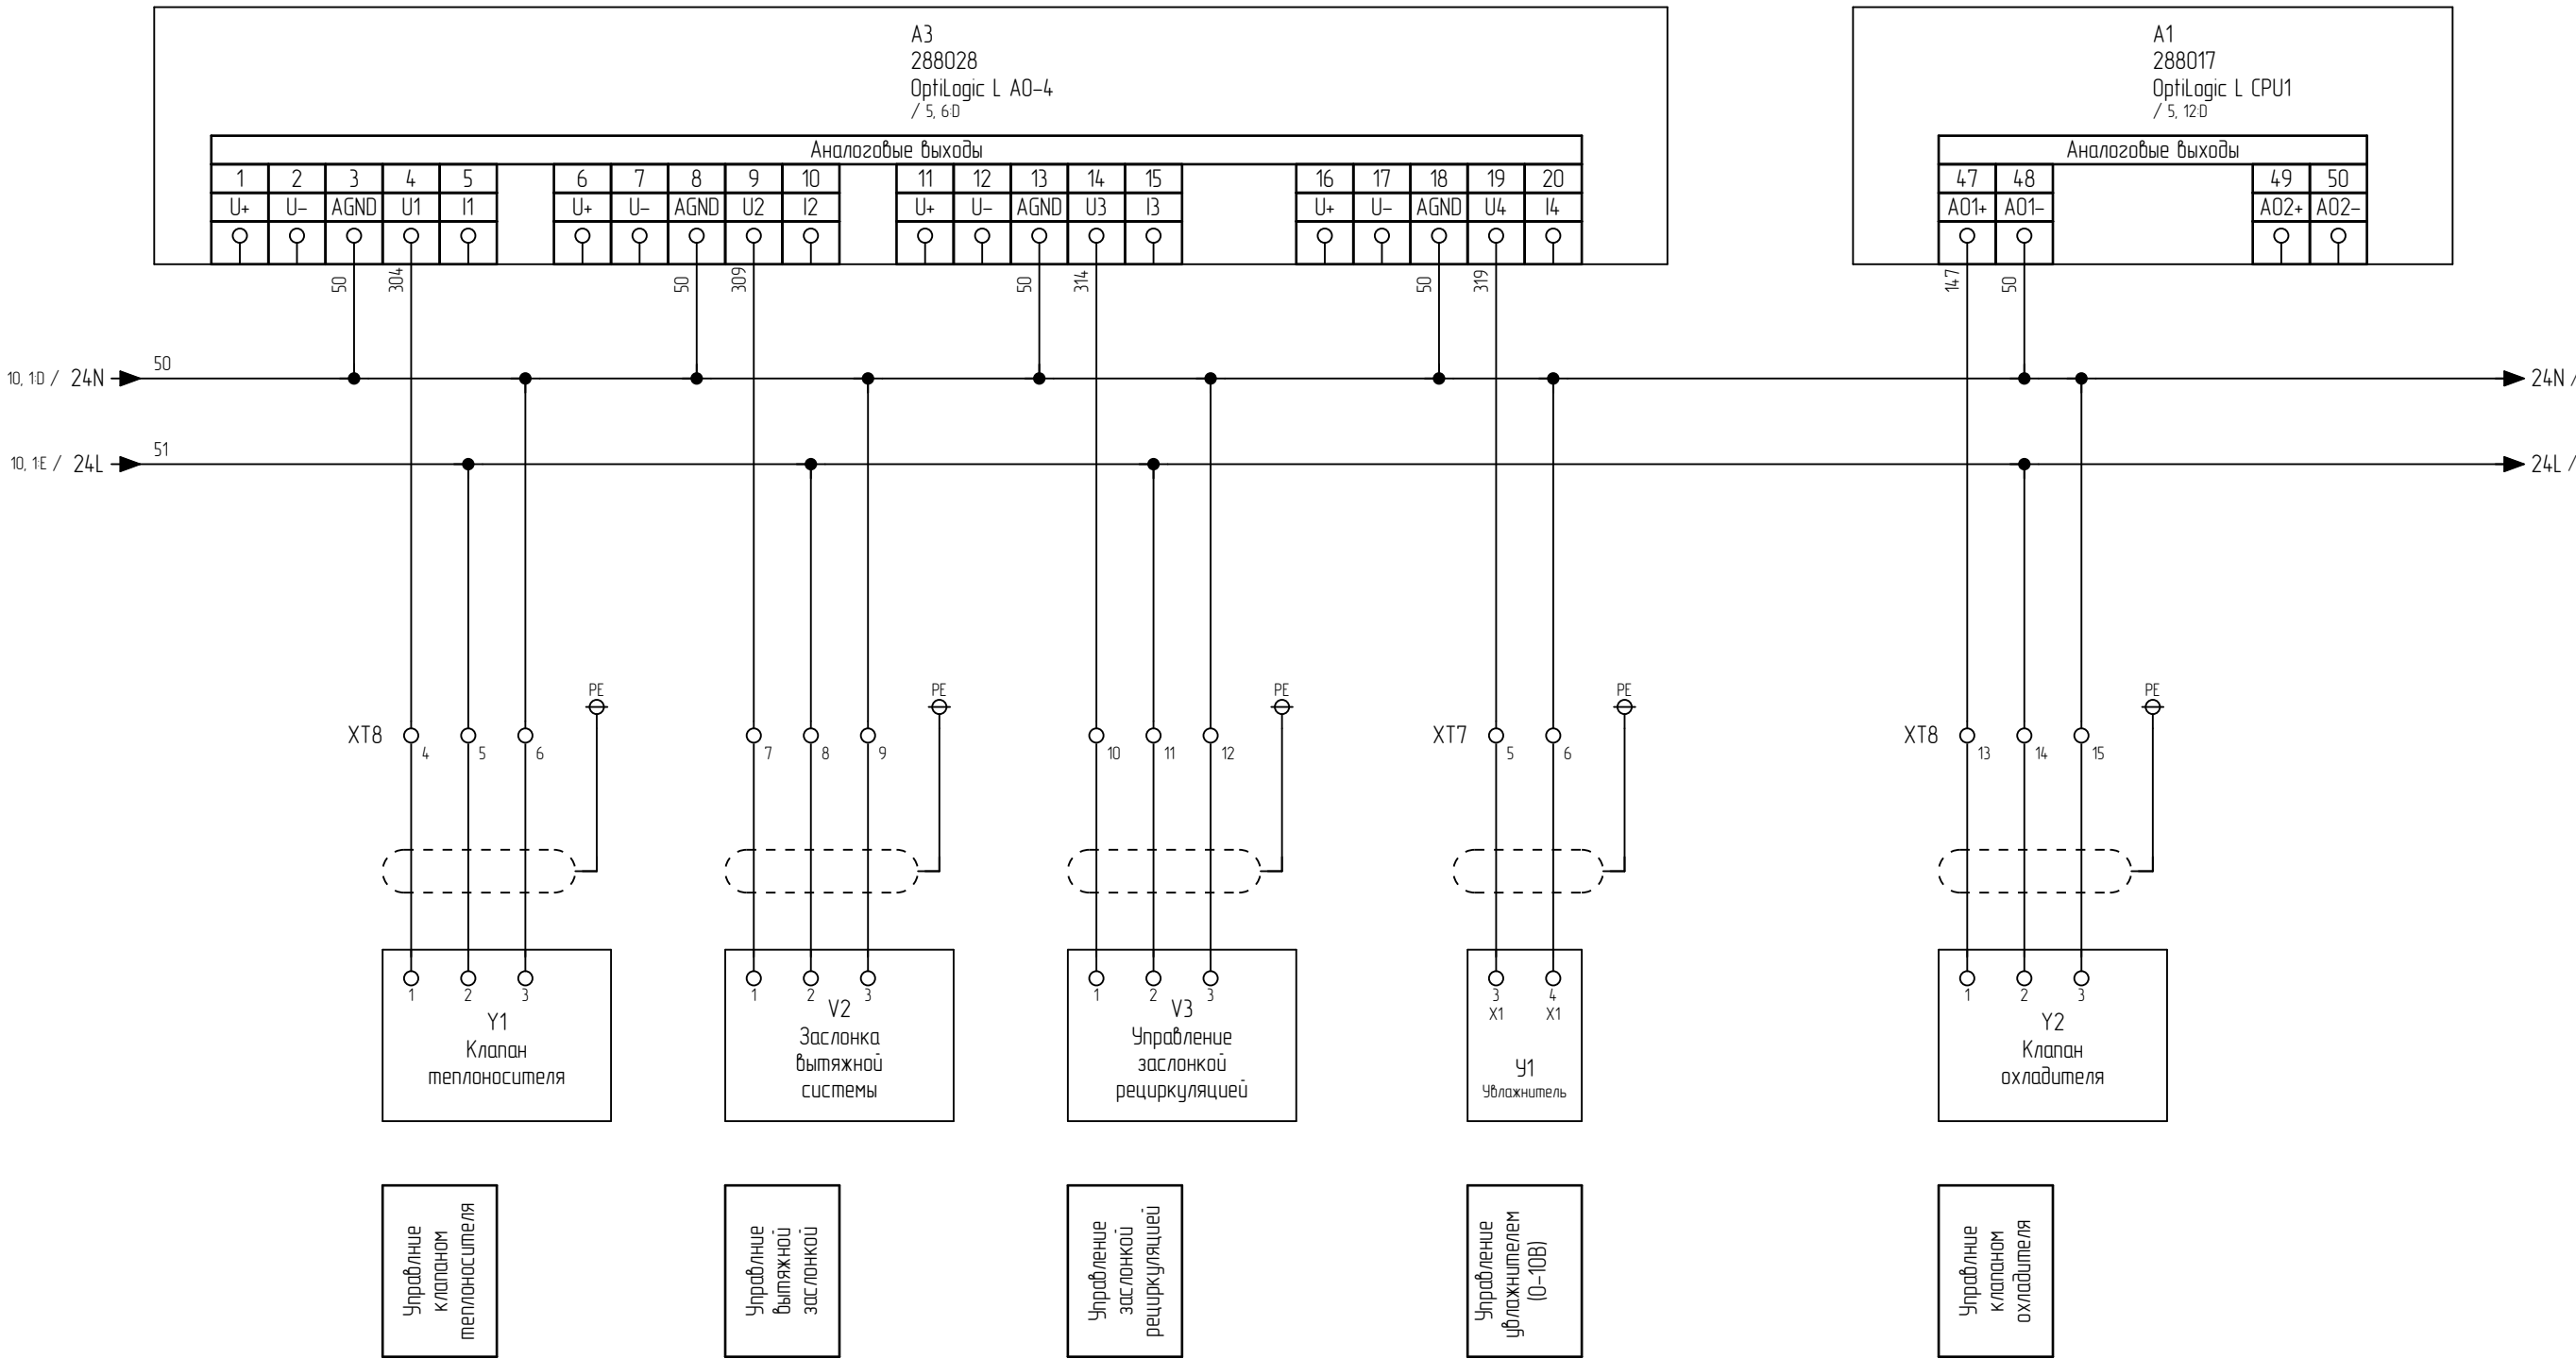 А3
288028
OptiLogic L AO-4
/ 5, 6:D
А1
288017
OptiLogic L CPU1
/ 5, 12:D
Аналоговые выходы
1 2 3 4 5 6 7 8 9 10 11 12 13 14 15 16 17 18 19 20
U+ U- AGND U1 I1 U+ U- AGND U2 I2 U+ U- AGND U3 I3 U+ U- AGND U4 I4
Аналоговые выходы
47 48 49 50
AO1+ AO1- AO2+ AO2-
50 304 50 309 50 314 50 319 147 50
10, 1:D / 24N 50 24N /
10, 1:E / 24L 51 24L /
PE PE PE PE PE
XT8 4 5 6 7 8 9 10 11 12 XT7 5 6 XT8 13 14 15
1 2 3
Y1
Клапан
теплоносителя
1 2 3
V2
Заслонка
вытяжной
системы
1 2 3
V3
Управление
заслонкой
рециркуляцией
3 4
X1 X1
У1
Увлажнитель
1 2 3
Y2
Клапан
охладителя
Управлние
клапаном
теплоносителя
Управлние
вытяжной
заслонкой
Управление
заслонкой
рециркуляцией
Управление
увлажнителем
(0-10В)
Управлние
клапаном
охладителя